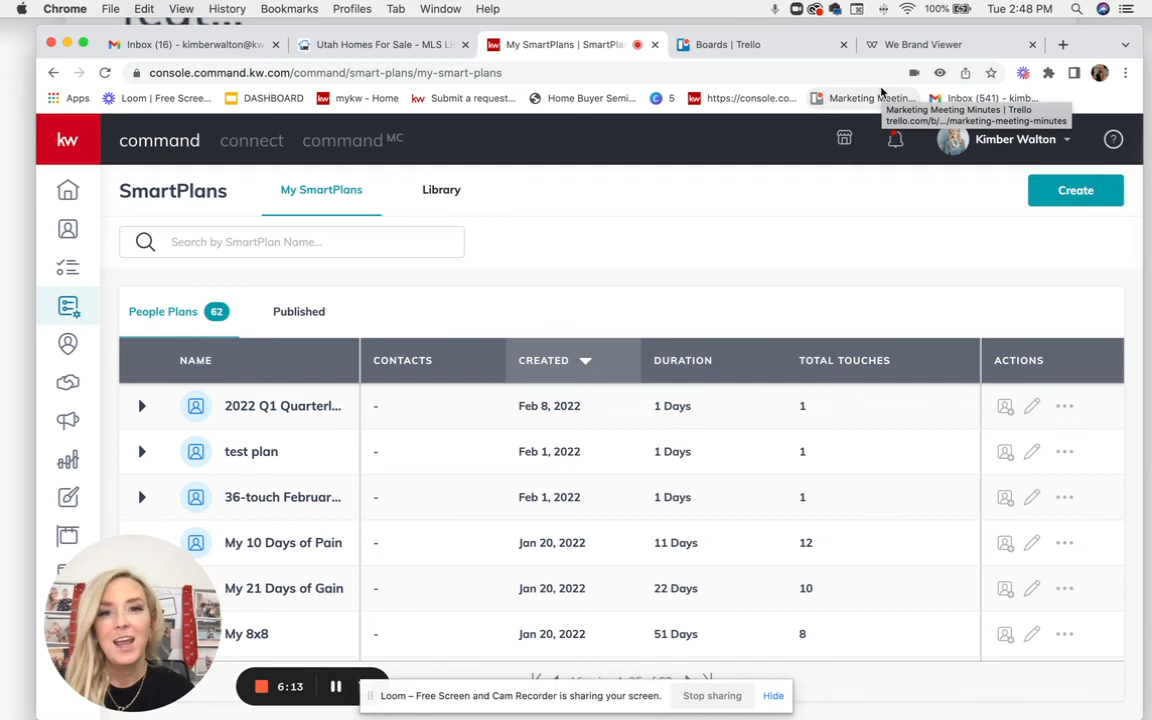 Chrome File Edit View History Bookmarks Profiles Tab Window Help 100% Tue 2:48 PM
Inbox (16) - kimberwalton@kw Utah Homes For Sale - MLS Li My SmartPlans | SmartPla Boards | Trello We Brand Viewer
console.command.kw.com/command/smart-plans/my-smart-plans
Apps Loom | Free Scree... DASHBOARD mykw - Home Submit a request... Home Buyer Semi... 5 https://console.co... Marketing Meetin... Inbox (541) - kimb...
Marketing Meeting Minutes | Trello
trello.com/b/.../marketing-meeting-minutes
kw command connect command MC Kimber Walton
SmartPlans My SmartPlans Library Create
Search by SmartPlan Name...
People Plans 62 Published
NAME CONTACTS CREATED DURATION TOTAL TOUCHES ACTIONS
2022 Q1 Quarterl... - Feb 8, 2022 1 Days 1
test plan - Feb 1, 2022 1 Days 1
36-touch Februar... - Feb 1, 2022 1 Days 1
My 10 Days of Pain - Jan 20, 2022 11 Days 12
My 21 Days of Gain - Jan 20, 2022 22 Days 10
My 8x8 - Jan 20, 2022 51 Days 8
6:13
Loom – Free Screen and Cam Recorder is sharing your screen. Stop sharing Hide